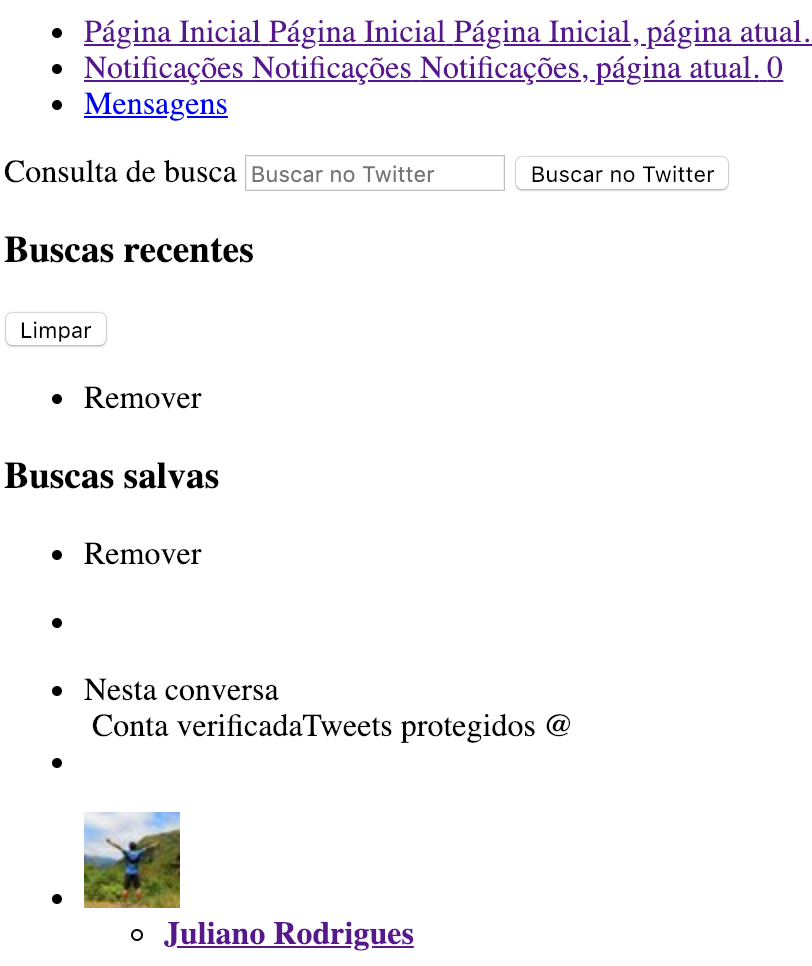 Página Inicial Página Inicial Página Inicial, página atual.
Notificações Notificações Notificações, página atual. 0
Mensagens
Consulta de busca Buscar no Twitter Buscar no Twitter
Buscas recentes
Limpar
Remover
Buscas salvas
Remover
Nesta conversa
Conta verificadaTweets protegidos @
Juliano Rodrigues